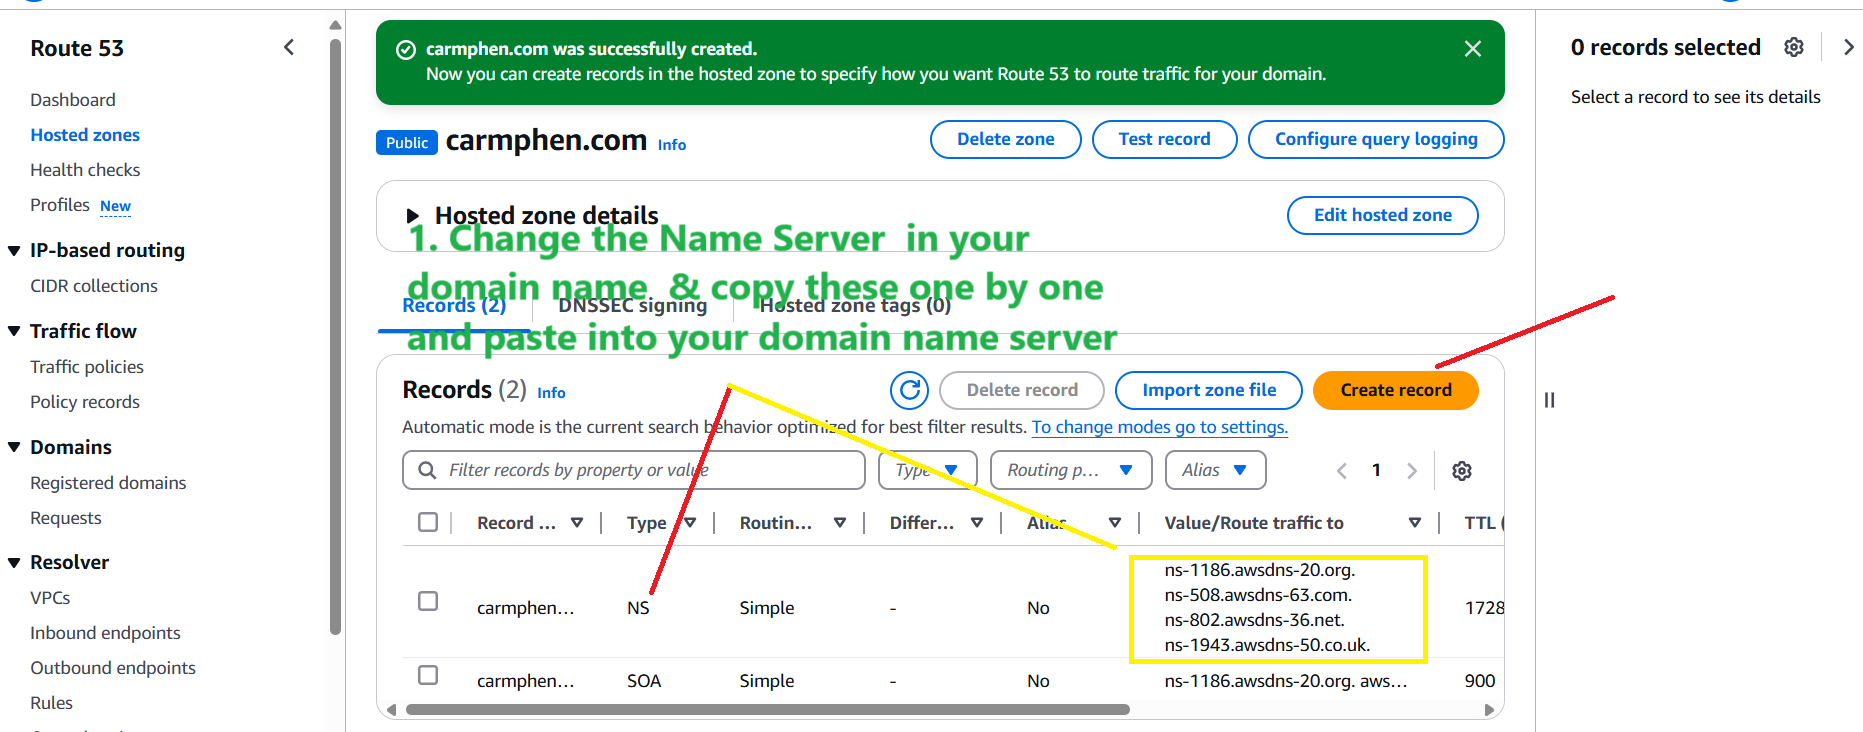 Route 53
Dashboard
Hosted zones
Health checks
Profiles New
IP-based routing
CIDR collections
Traffic flow
Traffic policies
Policy records
Domains
Registered domains
Requests
Resolver
VPCs
Inbound endpoints
Outbound endpoints
Rules
carmphen.com was successfully created.
Now you can create records in the hosted zone to specify how you want Route 53 to route traffic for your domain.
Public carmphen.com Info
Delete zone Test record Configure query logging
Hosted zone details
Edit hosted zone
1. Change the Name Server in your
domain name & copy these one by one
and paste into your domain name server
Records (2) DNSSEC signing Hosted zone tags (0)
Records (2) Info
Delete record Import zone file Create record
Automatic mode is the current search behavior optimized for best filter results. To change modes go to settings.
Filter records by property or value Type Routing p... Alias 1
Record ... Type Routin... Differ... Alias Value/Route traffic to TTL (
carmphen... NS Simple - No
ns-1186.awsdns-20.org.
ns-508.awsdns-63.com.
ns-802.awsdns-36.net.
ns-1943.awsdns-50.co.uk.
1728
carmphen... SOA Simple - No ns-1186.awsdns-20.org. aws... 900
0 records selected
Select a record to see its details